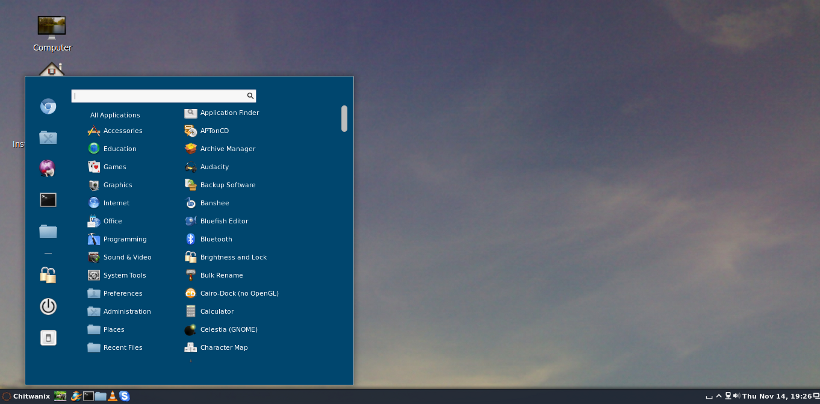 Computer
Ins
All Applications
Accessories
Education
Games
Graphics
Internet
Office
Programming
Sound & Video
System Tools
Preferences
Administration
Places
Recent Files
Application Finder
APTonCD
Archive Manager
Audacity
Backup Software
Banshee
Bluefish Editor
Bluetooth
Brightness and Lock
Bulk Rename
Cairo-Dock (no OpenGL)
Calculator
Celestia (GNOME)
Character Map
Chitwanix
Thu Nov 14, 19:26